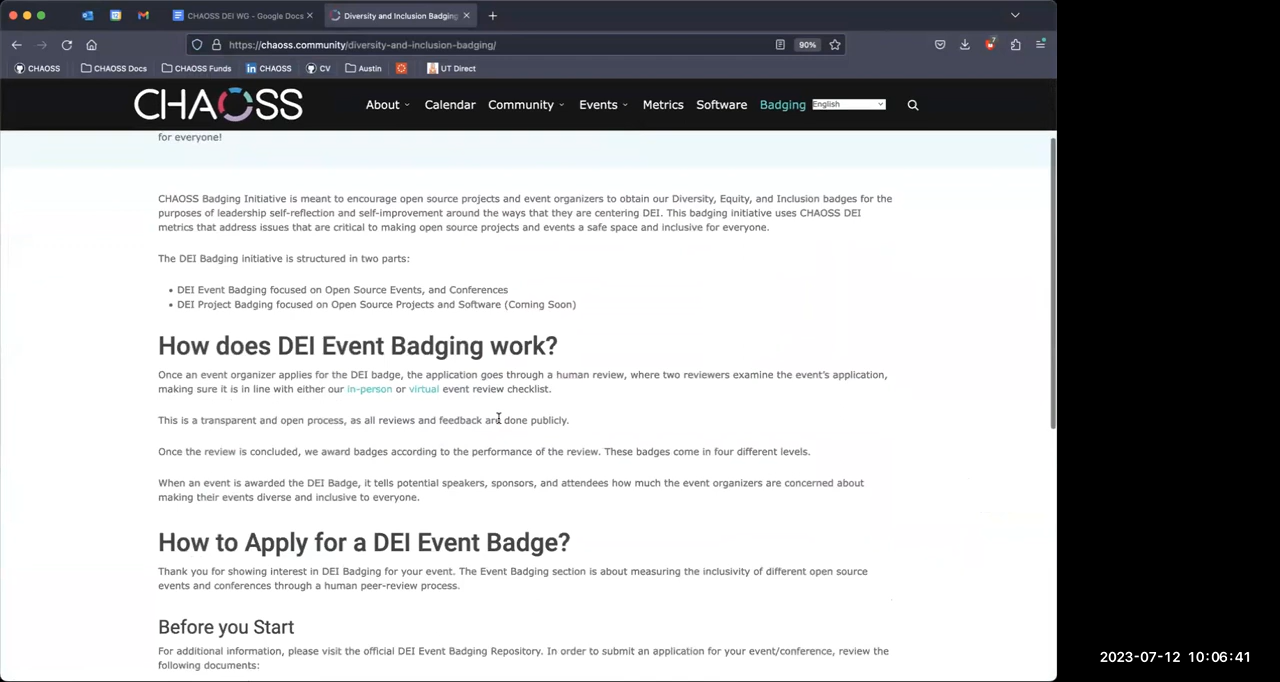 CHAOSS DEI WG - Google Docs
Diversity and Inclusion Badging
https://chaoss.community/diversity-and-inclusion-badging/
90%
7
CHAOSS
CHAOSS Docs
CHAOSS Funds
CHAOSS
CV
Austin
UT Direct
CHAOSS
About
Calendar
Community
Events
Metrics
Software
Badging
English
for everyone!
CHAOSS Badging Initiative is meant to encourage open source projects and event organizers to obtain our Diversity, Equity, and Inclusion badges for the
purposes of leadership self-reflection and self-improvement around the ways that they are centering DEI. This badging initiative uses CHAOSS DEI
metrics that address issues that are critical to making open source projects and events a safe space and inclusive for everyone.
The DEI Badging initiative is structured in two parts:
• DEI Event Badging focused on Open Source Events, and Conferences
• DEI Project Badging focused on Open Source Projects and Software (Coming Soon)
How does DEI Event Badging work?
Once an event organizer applies for the DEI badge, the application goes through a human review, where two reviewers examine the event's application,
making sure it is in line with either our in-person or virtual event review checklist.
This is a transparent and open process, as all reviews and feedback are done publicly.
Once the review is concluded, we award badges according to the performance of the review. These badges come in four different levels.
When an event is awarded the DEI Badge, it tells potential speakers, sponsors, and attendees how much the event organizers are concerned about
making their events diverse and inclusive to everyone.
How to Apply for a DEI Event Badge?
Thank you for showing interest in DEI Badging for your event. The Event Badging section is about measuring the inclusivity of different open source
events and conferences through a human peer-review process.
Before you Start
For additional information, please visit the official DEI Event Badging Repository. In order to submit an application for your event/conference, review the
following documents:
2023-07-12 10:06:41